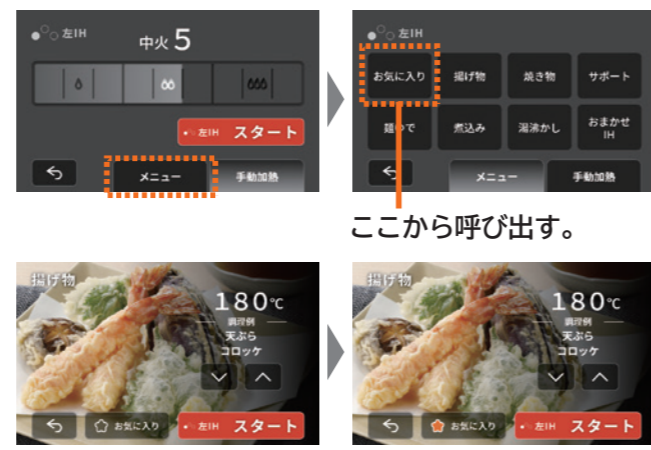 左IH
中火 5
左IH スタート
メニュー
手動加熱
左IH
お気に入り
揚げ物
焼き物
サポート
で
煮込み
湯沸かし
おまかせ
IH
メニュー
手動加熱
ここから呼び出す。
揚げ物
180℃
調理例
天ぷら
コロッケ
お気に入り
左IH スタート
揚げ物
180℃
調理例
天ぷら
コロッケ
お気に入り
左IH スタート